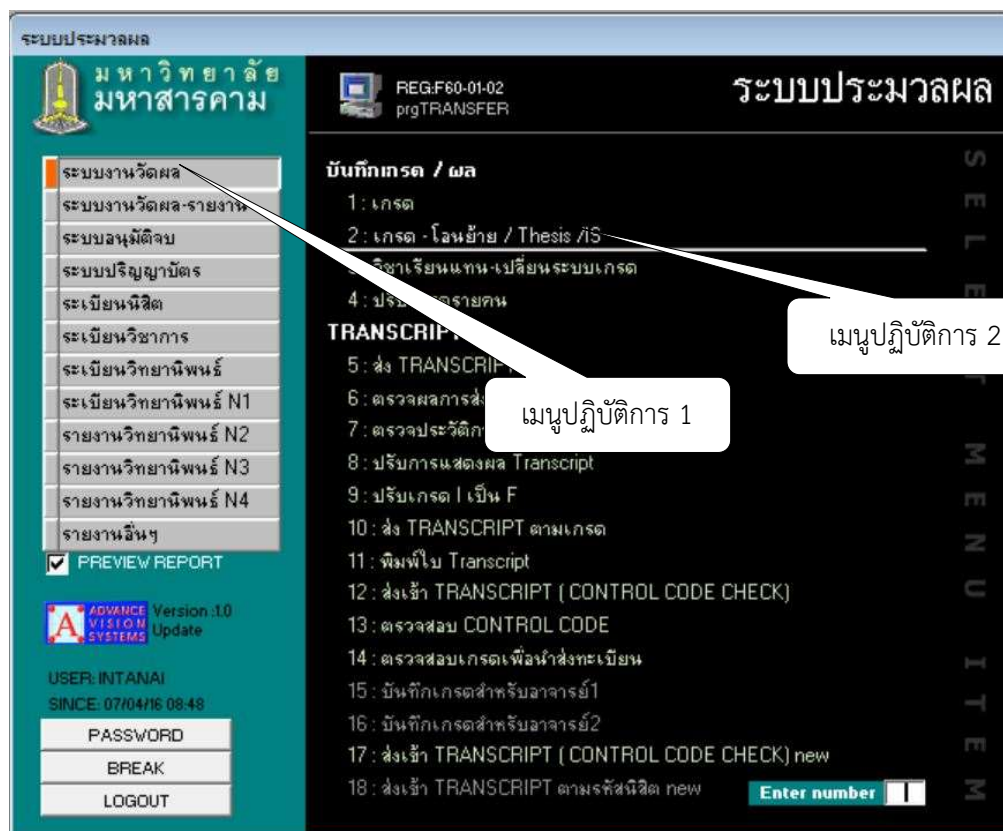 ระบบประมวลผล
มหาวิทยาลัย
มหาสารคาม
REG:F60-01-02
prgTRANSFER
ระบบประมวลผล
ระบบงานวัดผล
ระบบงานวัดผล-รายงาน
ระบบอนุมัติจบ
ระบบปริญญาบัตร
ระเบียนนิสิต
ระเบียนวิชาการ
ระเบียนวิทยานิพนธ์
ระเบียนวิทยานิพนธ์ N1
รายงานวิทยานิพนธ์ N2
รายงานวิทยานิพนธ์ N3
รายงานวิทยานิพนธ์ N4
รายงานอื่นๆ
PREVIEW REPORT
A ADVANCE VISION SYSTEMS
Version :1.0
Update
USER: INTANAI
SINCE: 07/04/16 08:48
PASSWORD
BREAK
LOGOUT
บันทึกเกรด / ผล
1 : เกรด
2 : เกรด - โอนย้าย / Thesis /iS
วิชาเรียนแทน-เปลี่ยนระบบเกรด
4 : ปรับ รายคน
TRANSCRIPT
5 : ส่ง TRANSCRIPT
6 : ตรวจผลการส่ง
7 : ตรวจประวัติ
8 : ปรับการแสดงผล Transcript
9 : ปรับเกรด I เป็น F
10 : ส่ง TRANSCRIPT ตามเกรด
11 : พิมพ์ใบ Transcript
12 : ส่งเข้า TRANSCRIPT ( CONTROL CODE CHECK)
13 : ตรวจสอบ CONTROL CODE
14 : ตรวจสอบเกรดเพื่อนำส่งทะเบียน
15 : บันทึกเกรดสำหรับอาจารย์1
16 : บันทึกเกรดสำหรับอาจารย์2
17 : ส่งเข้า TRANSCRIPT ( CONTROL CODE CHECK) new
18 : ส่งเข้า TRANSCRIPT ตามรหัสนิสิต new
Enter number
เมนูปฏิบัติการ 1
เมนูปฏิบัติการ 2
SELECT MENU ITEM